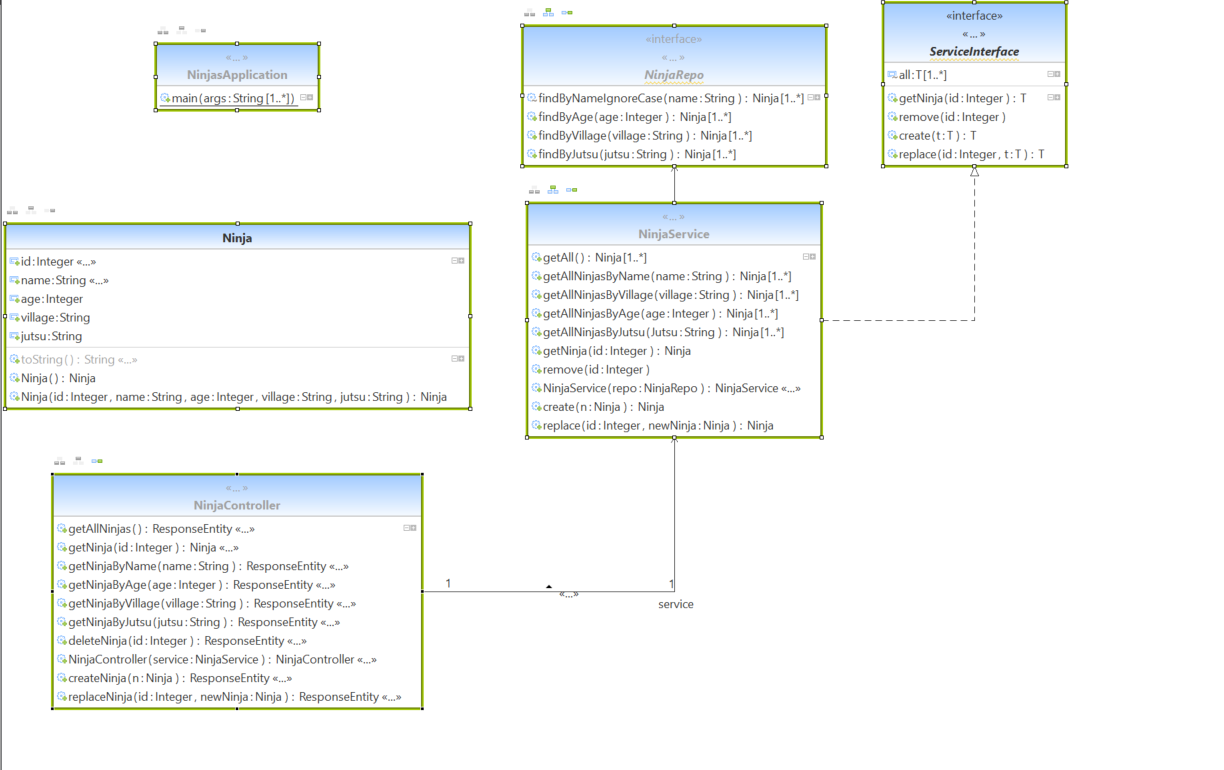 «... »
NinjasApplication
main(args:String[1..*])
«interface»
«... »
NinjaRepo
findByNameIgnoreCase(name:String): Ninja[1..*]
findByAge(age:Integer): Ninja[1..*]
findByVillage(village:String): Ninja[1..*]
findByJutsu(jutsu:String): Ninja[1..*]
«interface»
«... »
ServiceInterface
all:T[1..*]
getNinja(id:Integer): T
remove(id:Integer)
create(t:T): T
replace(id:Integer, t:T): T
Ninja
id:Integer «...»
name:String «...»
age:Integer
village:String
jutsu:String
toString(): String «...»
Ninja(): Ninja
Ninja(id:Integer, name:String, age:Integer, village:String, jutsu:String): Ninja
«... »
NinjaService
getAll(): Ninja[1..*]
getAllNinjasByName(name:String): Ninja[1..*]
getAllNinjasByVillage(village:String): Ninja[1..*]
getAllNinjasByAge(age:Integer): Ninja[1..*]
getAllNinjasByJutsu(Jutsu:String): Ninja[1..*]
getNinja(id:Integer): Ninja
remove(id:Integer)
NinjaService(repo:NinjaRepo): NinjaService «...»
create(n:Ninja): Ninja
replace(id:Integer, newNinja:Ninja): Ninja
«... »
NinjaController
getAllNinjas(): ResponseEntity «...»
getNinja(id:Integer): Ninja «...»
getNinjaByName(name:String): ResponseEntity «...»
getNinjaByAge(age:Integer): ResponseEntity «...»
getNinjaByVillage(village:String): ResponseEntity «...»
getNinjaByJutsu(jutsu:String): ResponseEntity «...»
deleteNinja(id:Integer): ResponseEntity «...»
NinjaController(service:NinjaService): NinjaController «...»
createNinja(n:Ninja): ResponseEntity «...»
replaceNinja(id:Integer, newNinja:Ninja): ResponseEntity «...»
1
«...»
1
service